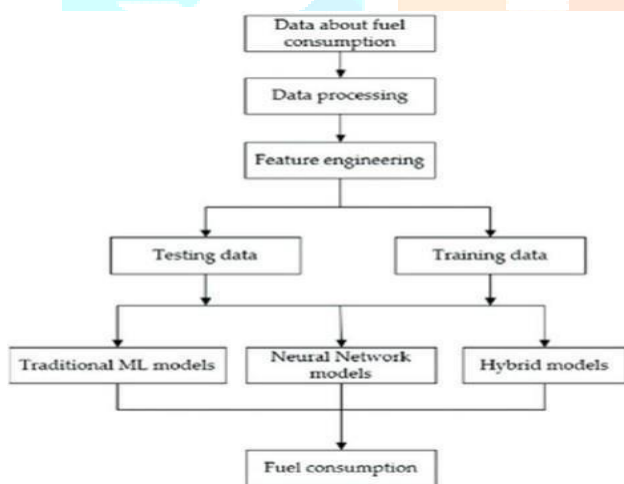 Data about fuel
consumption
Data processing
Feature engineering
Testing data
Training data
Traditional ML models
Neural Network
models
Hybrid models
Fuel consumption